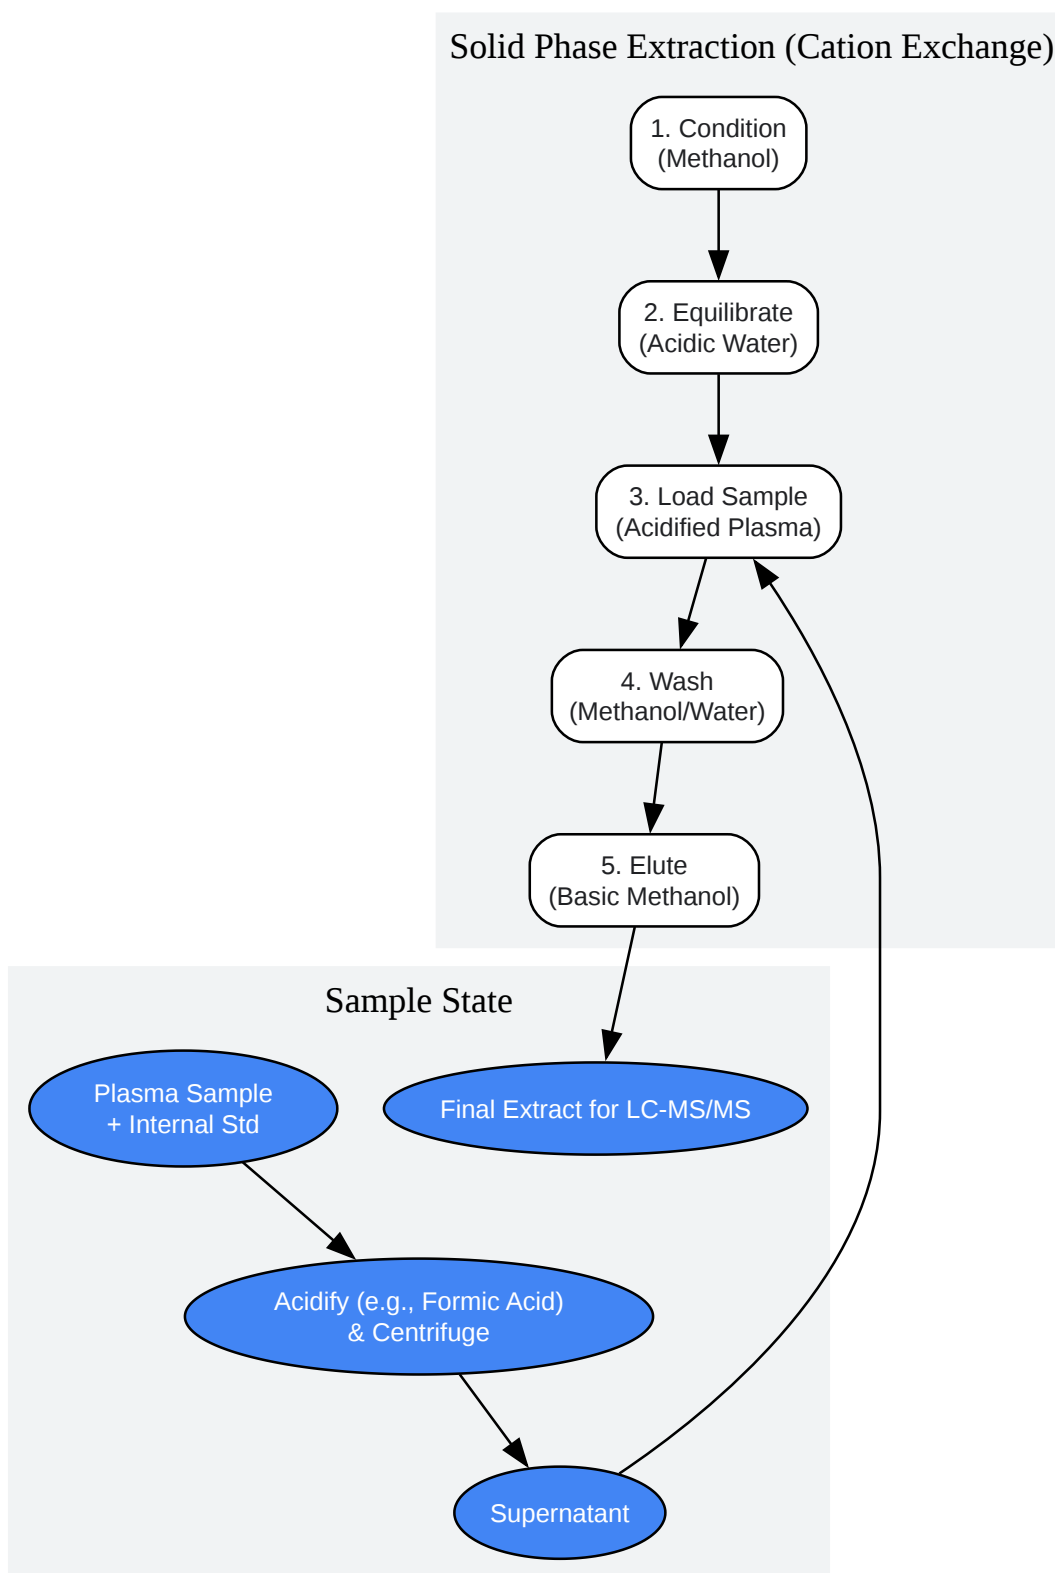 Solid Phase Extraction (Cation Exchange)
1. Condition
(Methanol)
2. Equilibrate
(Acidic Water)
3. Load Sample
(Acidified Plasma)
4. Wash
(Methanol/Water)
5. Elute
(Basic Methanol)
Sample State
Plasma Sample
+ Internal Std
Final Extract for LC-MS/MS
Acidify (e.g., Formic Acid)
& Centrifuge
Supernatant